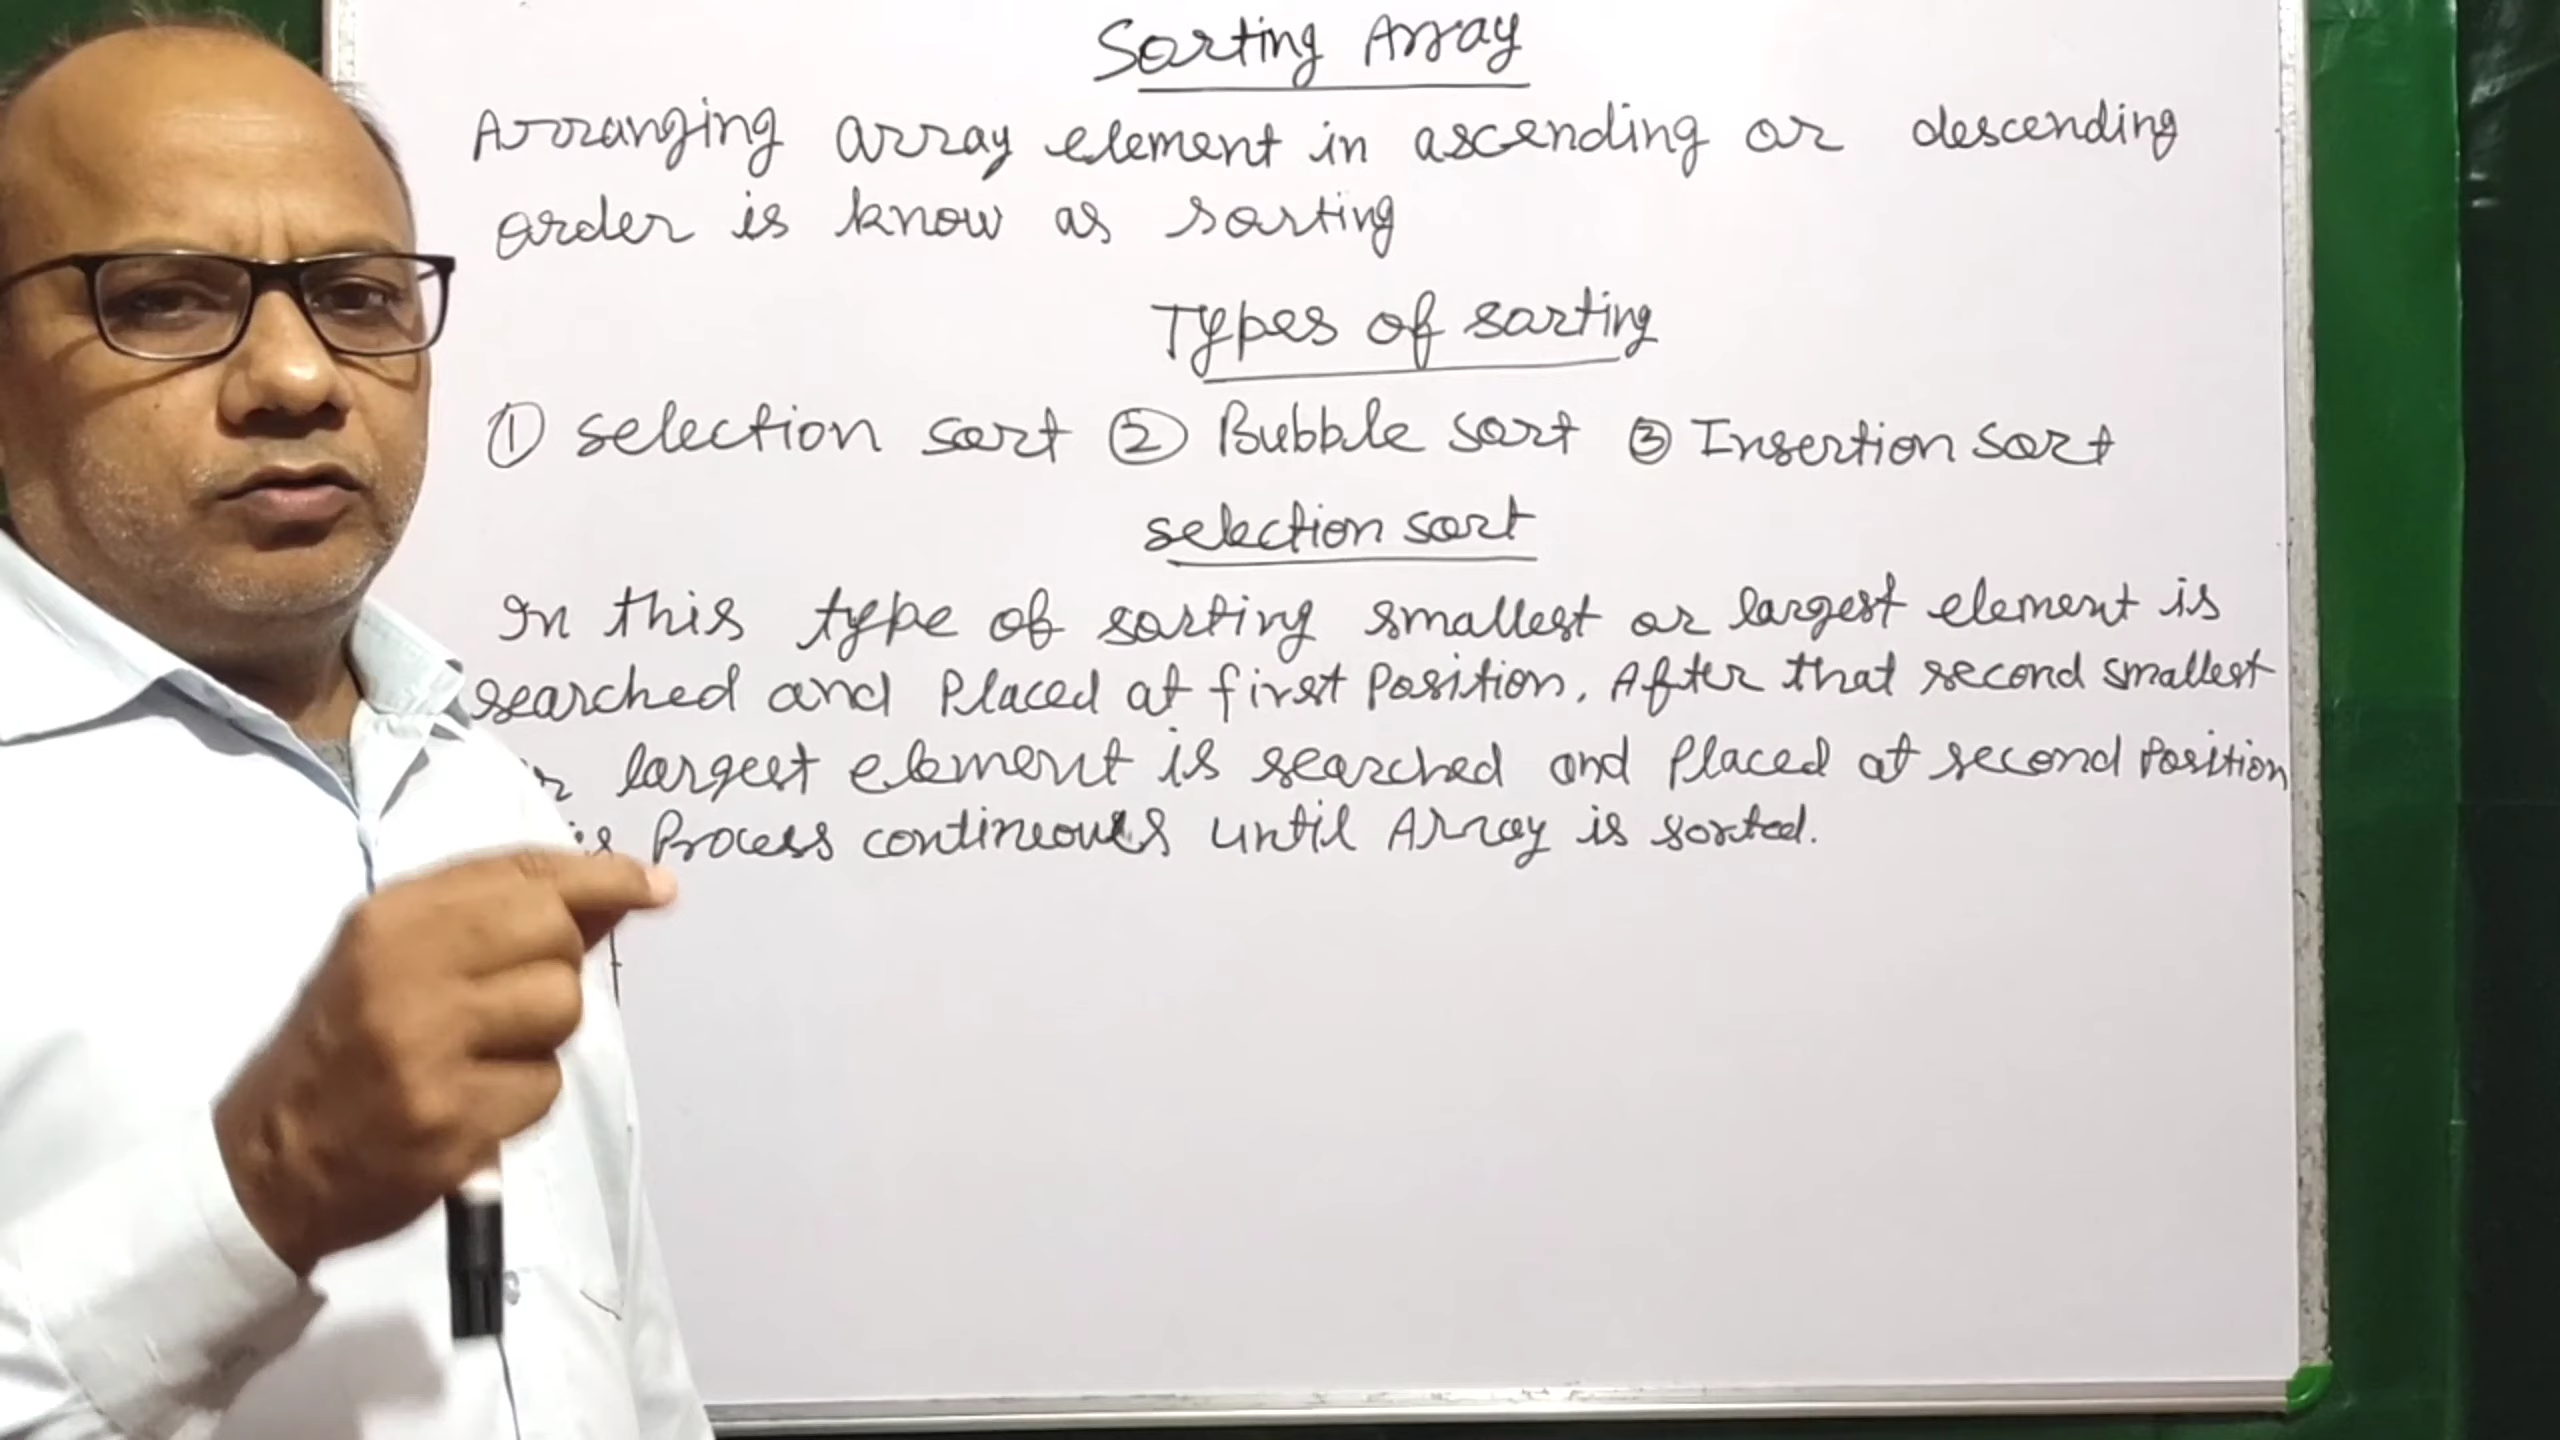 Sorting Array
Arranging array element in ascending or descending
order is know as sorting
Types of sorting
① selection sort ② Bubble sort ③ Insertion sort
selection sort
In this type of sorting smallest or largest element is
searched and Placed at first Position. After that second smallest
largest element is searched and Placed at second Position
Process continueous until Array is sorted.